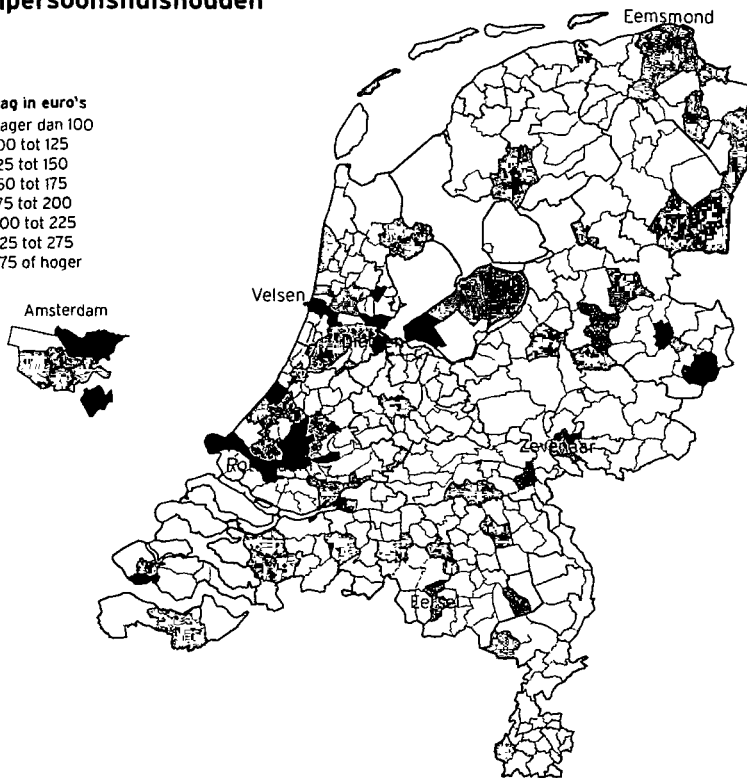 persoonshuishouden
ag in euro's
ager dan 100
00 tot 125
25 tot 150
50 tot 175
75 tot 200
00 tot 225
25 tot 275
75 of hoger
Eemsmond
Velsen
Amsterdam
Zevenaar
Eersel